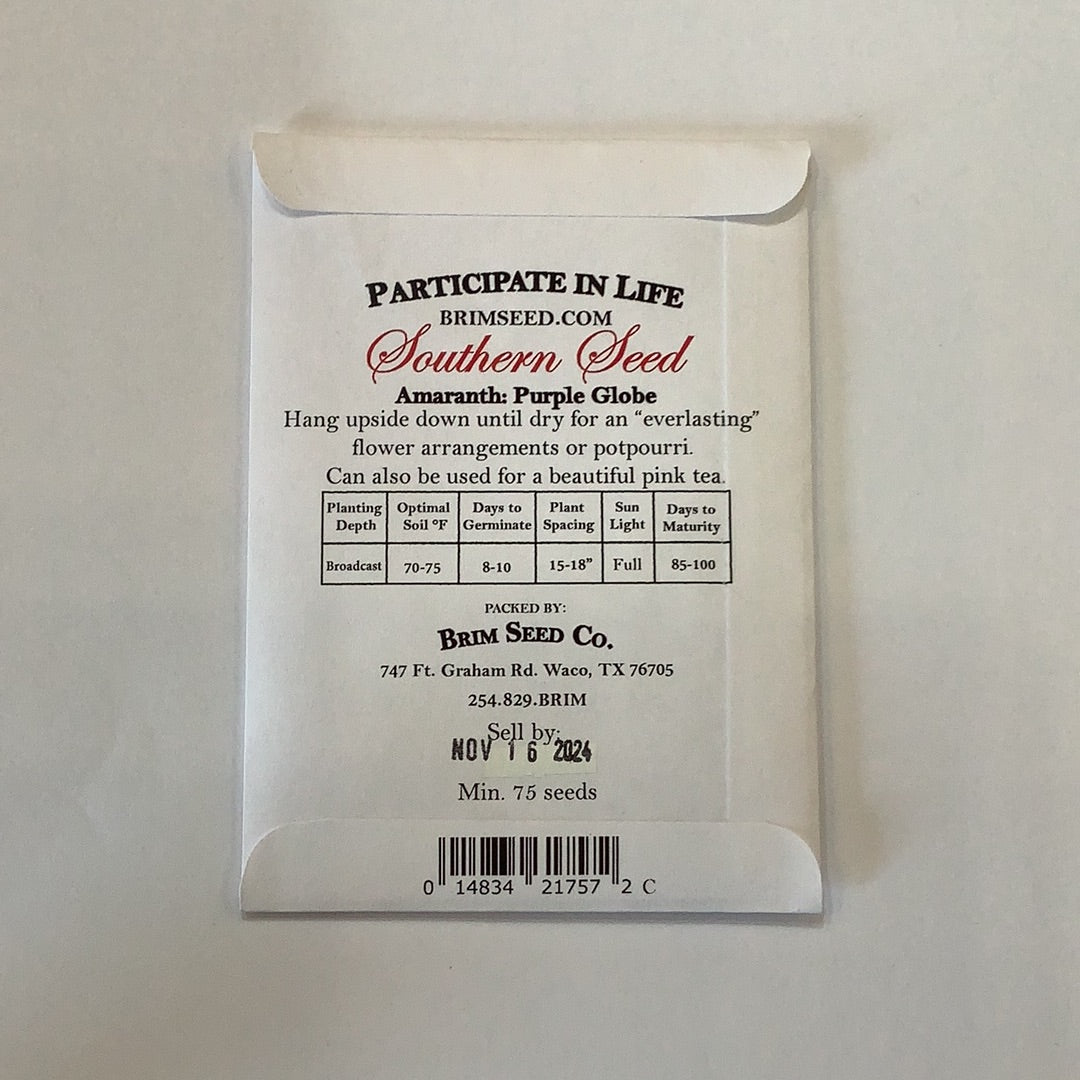 PARTICIPATE IN LIFE
BRIMSEED.COM
Southern Seed
Amaranth: Purple Globe
Hang upside down until dry for an “everlasting”
flower arrangements or potpourri.
Can also be used for a beautiful pink tea.
Planting Depth Optimal Soil °F Days to Germinate Plant Spacing Sun Light Days to Maturity
Broadcast 70-75 8-10 15-18” Full 85-100
PACKED BY:
BRIM SEED CO.
747 Ft. Graham Rd. Waco, TX 76705
254.829.BRIM
Sell by:
NOV 16 2024
Min. 75 seeds
0 14834 21757 2 C